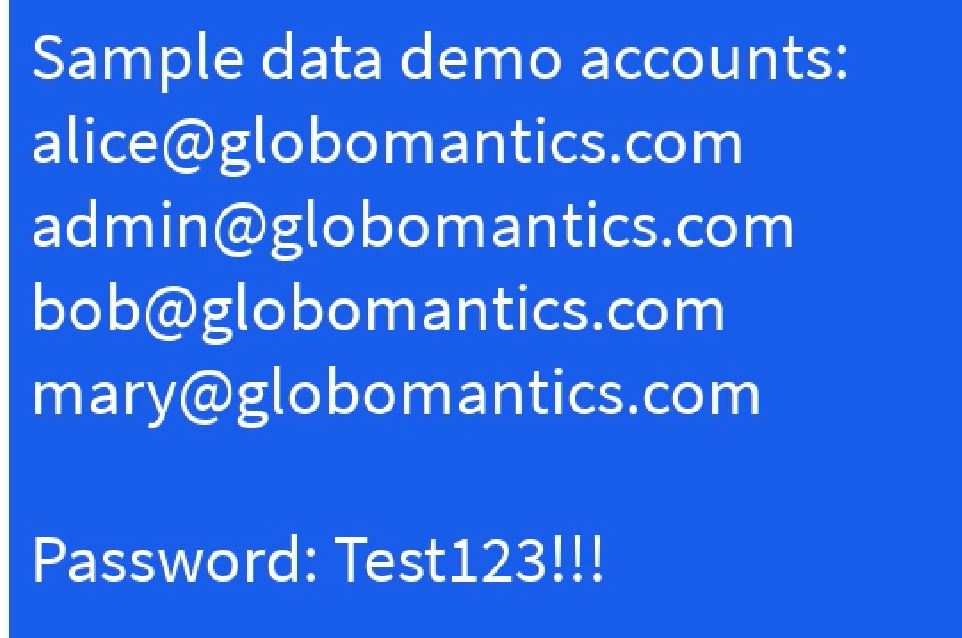 Sample data demo accounts:
alice@globomantics.com
admin@globomantics.com
bob@globomantics.com
mary@globomantics.com
Password: Test123!!!